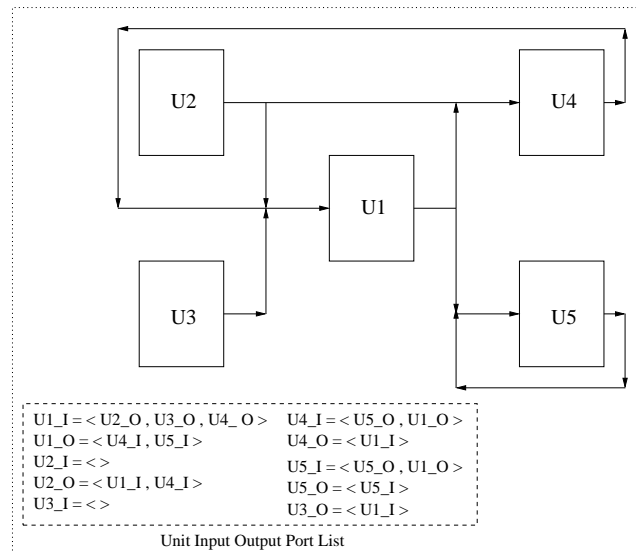 U2
U4
U1
U3
U5
U1_I = < U2_O , U3_O , U4_ O >
U1_O = < U4_I , U5_I >
U2_I = < >
U2_O = < U1_I , U4_I >
U3_I = < >
U4_I = < U5_O , U1_O >
U4_O = < U1_I >
U5_I = < U5_O , U1_O >
U5_O = < U5_I >
U3_O = < U1_I >
Unit Input Output Port List